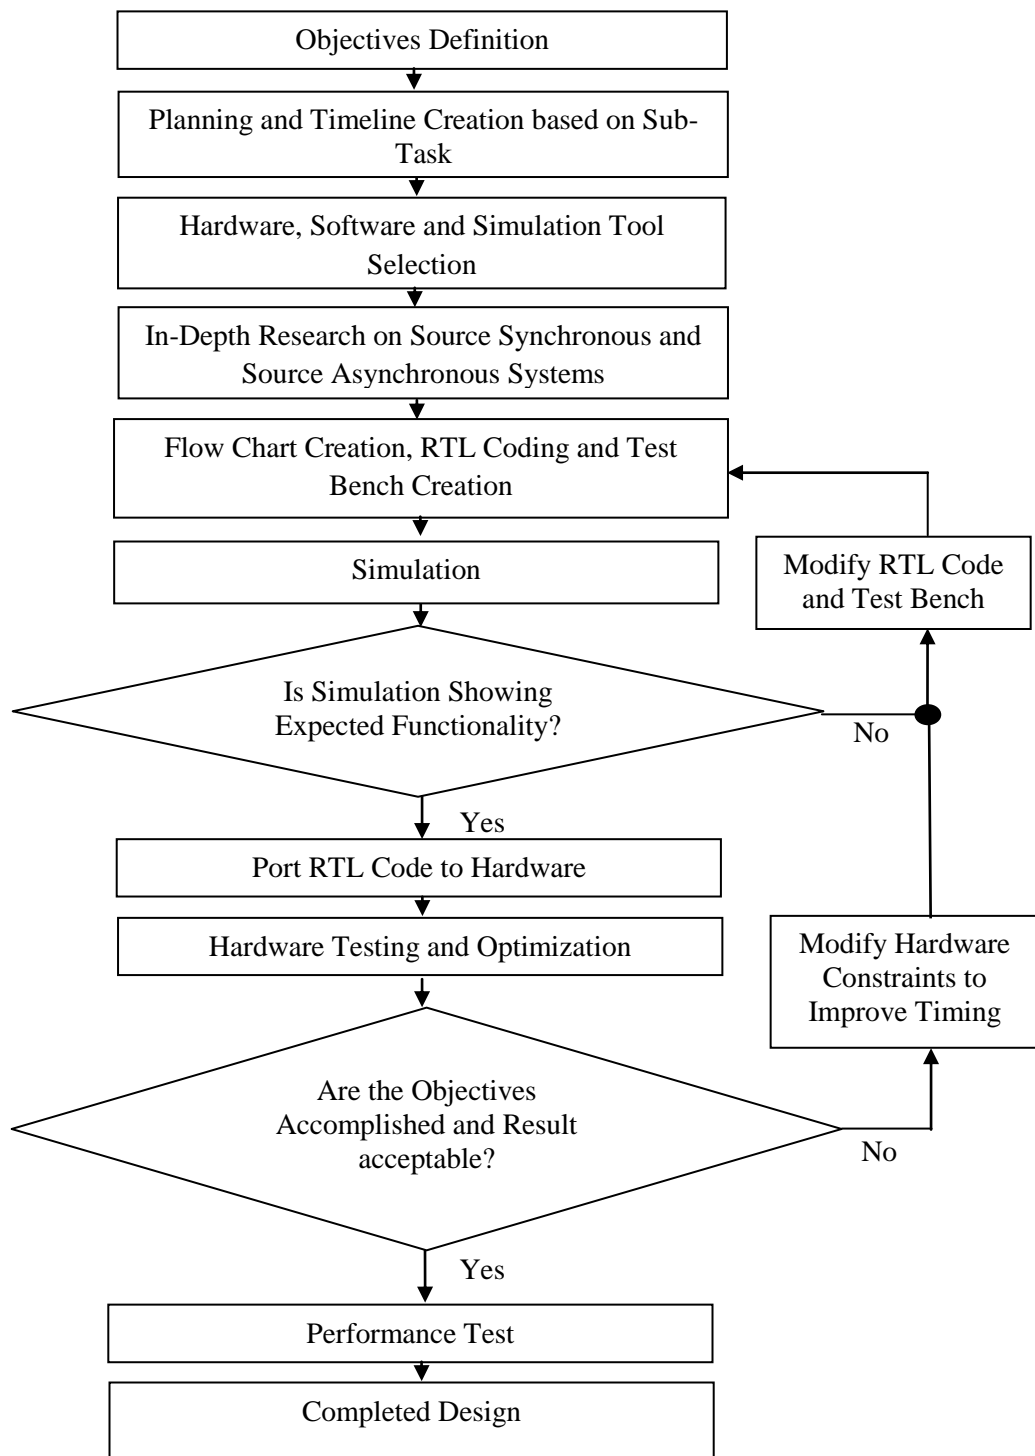 Objectives Definition
Planning and Timeline Creation based on Sub-
Task
Hardware, Software and Simulation Tool
Selection
In-Depth Research on Source Synchronous and
Source Asynchronous Systems
Flow Chart Creation, RTL Coding and Test
Bench Creation
Simulation
Modify RTL Code
and Test Bench
Is Simulation Showing
Expected Functionality?
No
Yes
Port RTL Code to Hardware
Hardware Testing and Optimization
Modify Hardware
Constraints to
Improve Timing
Are the Objectives
Accomplished and Result
acceptable?
No
Yes
Performance Test
Completed Design